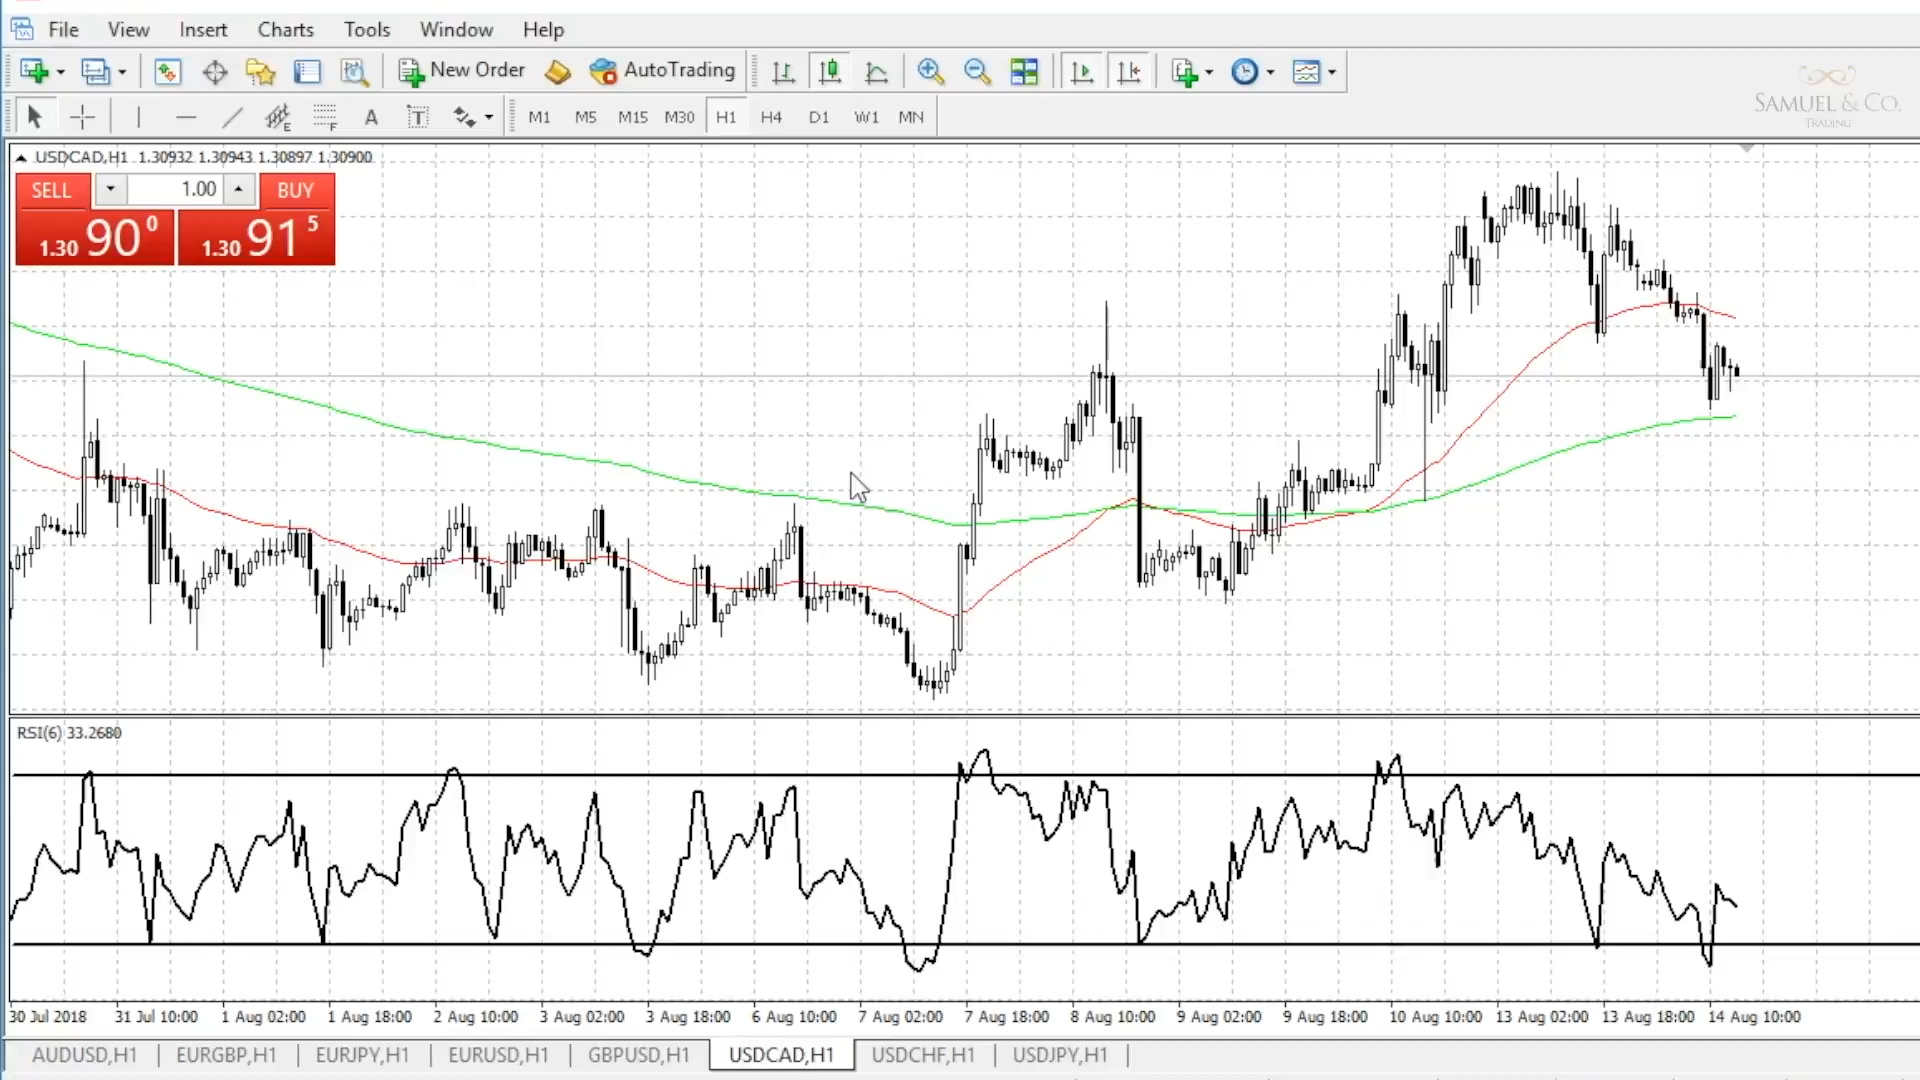 File View Insert Charts Tools Window Help
New Order AutoTrading
SAMUEL & CO.
TRADING
E F A T M1 M5 M15 M30 H1 H4 D1 W1 MN
USDCAD,H1 1.30932 1.30943 1.30897 1.30900
SELL 1.00 BUY
1.30 90 0 1.30 91 5
RSI(6) 33.2680
30 Jul 2018 31 Jul 10:00 1 Aug 02:00 1 Aug 18:00 2 Aug 10:00 3 Aug 02:00 3 Aug 18:00 6 Aug 10:00 7 Aug 02:00 7 Aug 18:00 8 Aug 10:00 9 Aug 02:00 9 Aug 18:00 10 Aug 10:00 13 Aug 02:00 13 Aug 18:00 14 Aug 10:00
AUDUSD,H1 EURGBP,H1 EURJPY,H1 EURUSD,H1 GBPUSD,H1 USDCAD,H1 USDCHF,H1 USDJPY,H1